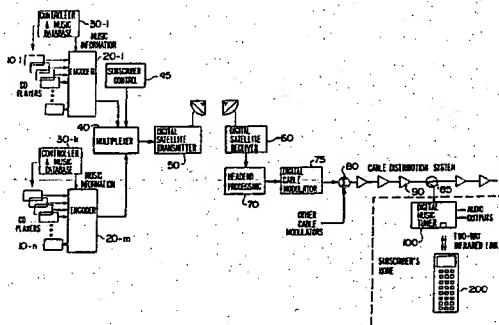 CONTROLLER
& MUSIC
DATABASE
30-1
MUSIC
INFORMATION
20-1
10-1
ENCODER
CD
PLAYERS
SUBSCRIBER
CONTROL
95
40
MULTIPLEXER
DIGITAL
SATELLITE
TRANSMITTER
50
DIGITAL
SATELLITE
RECEIVER
60
HEADEND
PROCESSING
70
DIGITAL
CABLE
MODULATOR
75
80
OTHER
CABLE
MODULATORS
CABLE DISTRIBUTION SYSTEM
90
85
DIGITAL
MUSIC
TUNER
100
AUDIO
OUTPUTS
TWO-WAY
INFRARED LINK
SUBSCRIBER'S
HOME
200
30-k
CONTROLLER
& MUSIC
DATABASE
MUSIC
INFORMATION
CD
PLAYERS
ENCODER
10-n
20-m